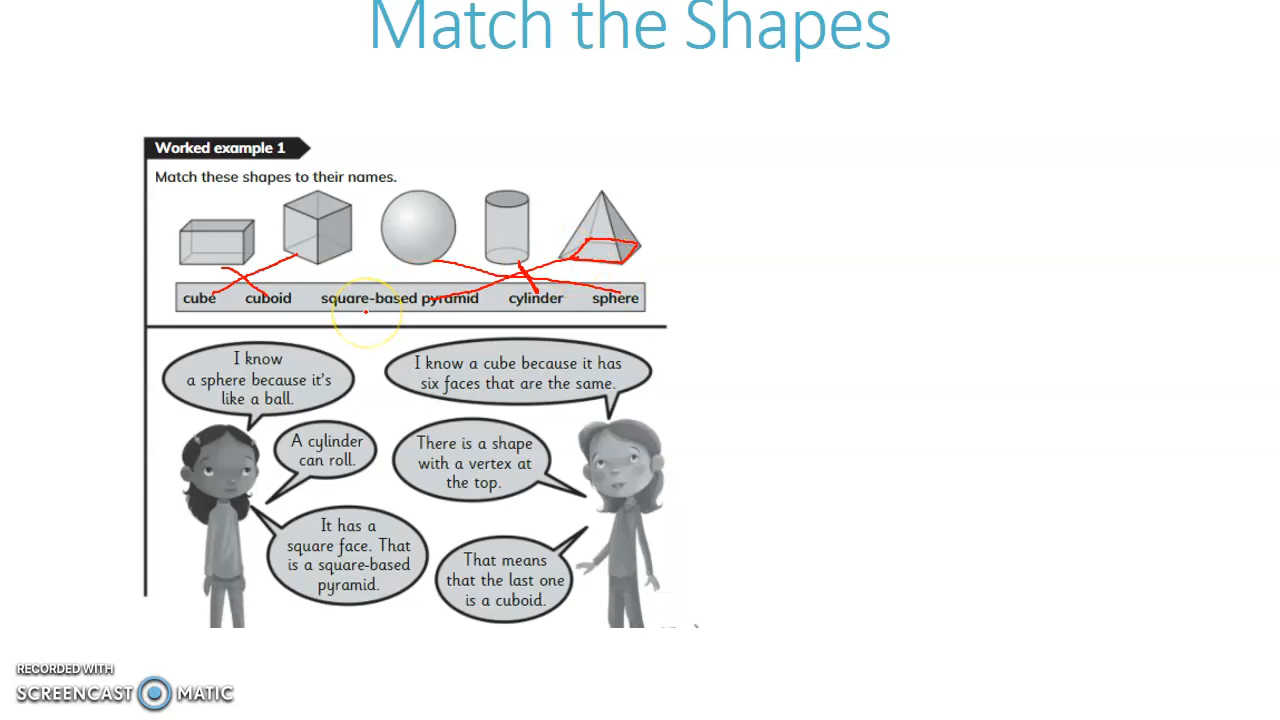 Match the Shapes
Worked example 1
Match these shapes to their names.
cube cuboid square-based pyramid cylinder sphere
I know
a sphere because it's
like a ball.
I know a cube because it has
six faces that are the same.
A cylinder
can roll.
There is a shape
with a vertex at
the top.
It has a
square face. That
is a square-based
pyramid.
That means
that the last one
is a cuboid.
RECORDED WITH
SCREENCAST MATIC